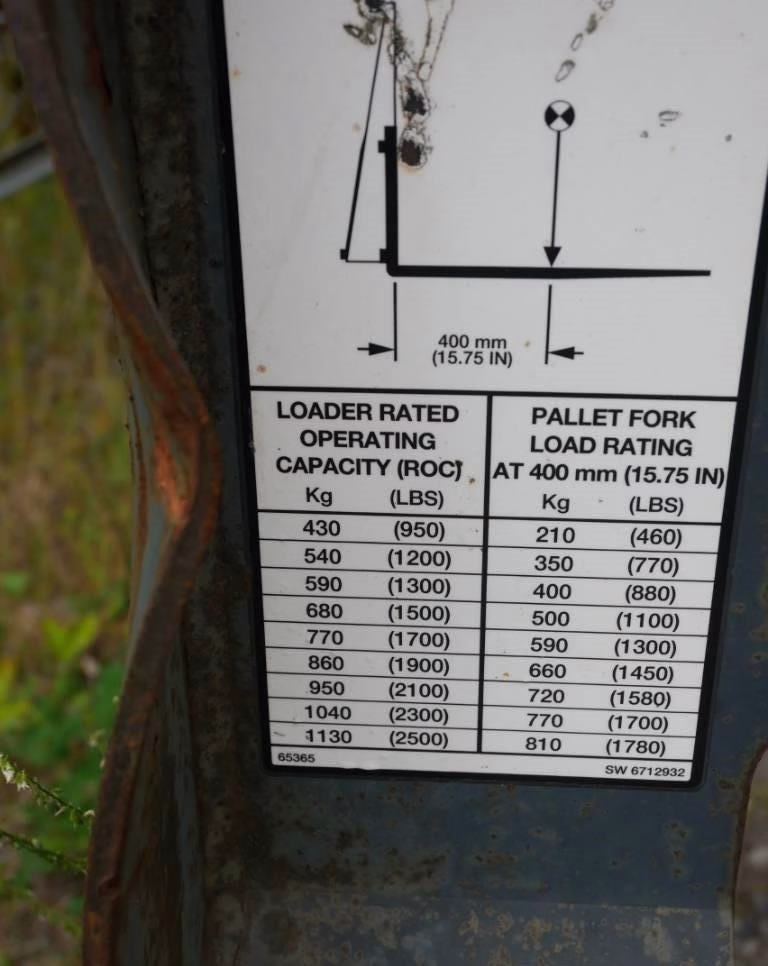 400 mm
(15.75 IN)
LOADER RATED
OPERATING
CAPACITY (ROC)
Kg (LBS)
PALLET FORK
LOAD RATING
AT 400 mm (15.75 IN)
Kg (LBS)
430 (950) 210 (460)
540 (1200) 350 (770)
590 (1300) 400 (880)
680 (1500) 500 (1100)
770 (1700) 590 (1300)
860 (1900) 660 (1450)
950 (2100) 720 (1580)
1040 (2300) 770 (1700)
1130 (2500) 810 (1780)
65365
SW 6712932